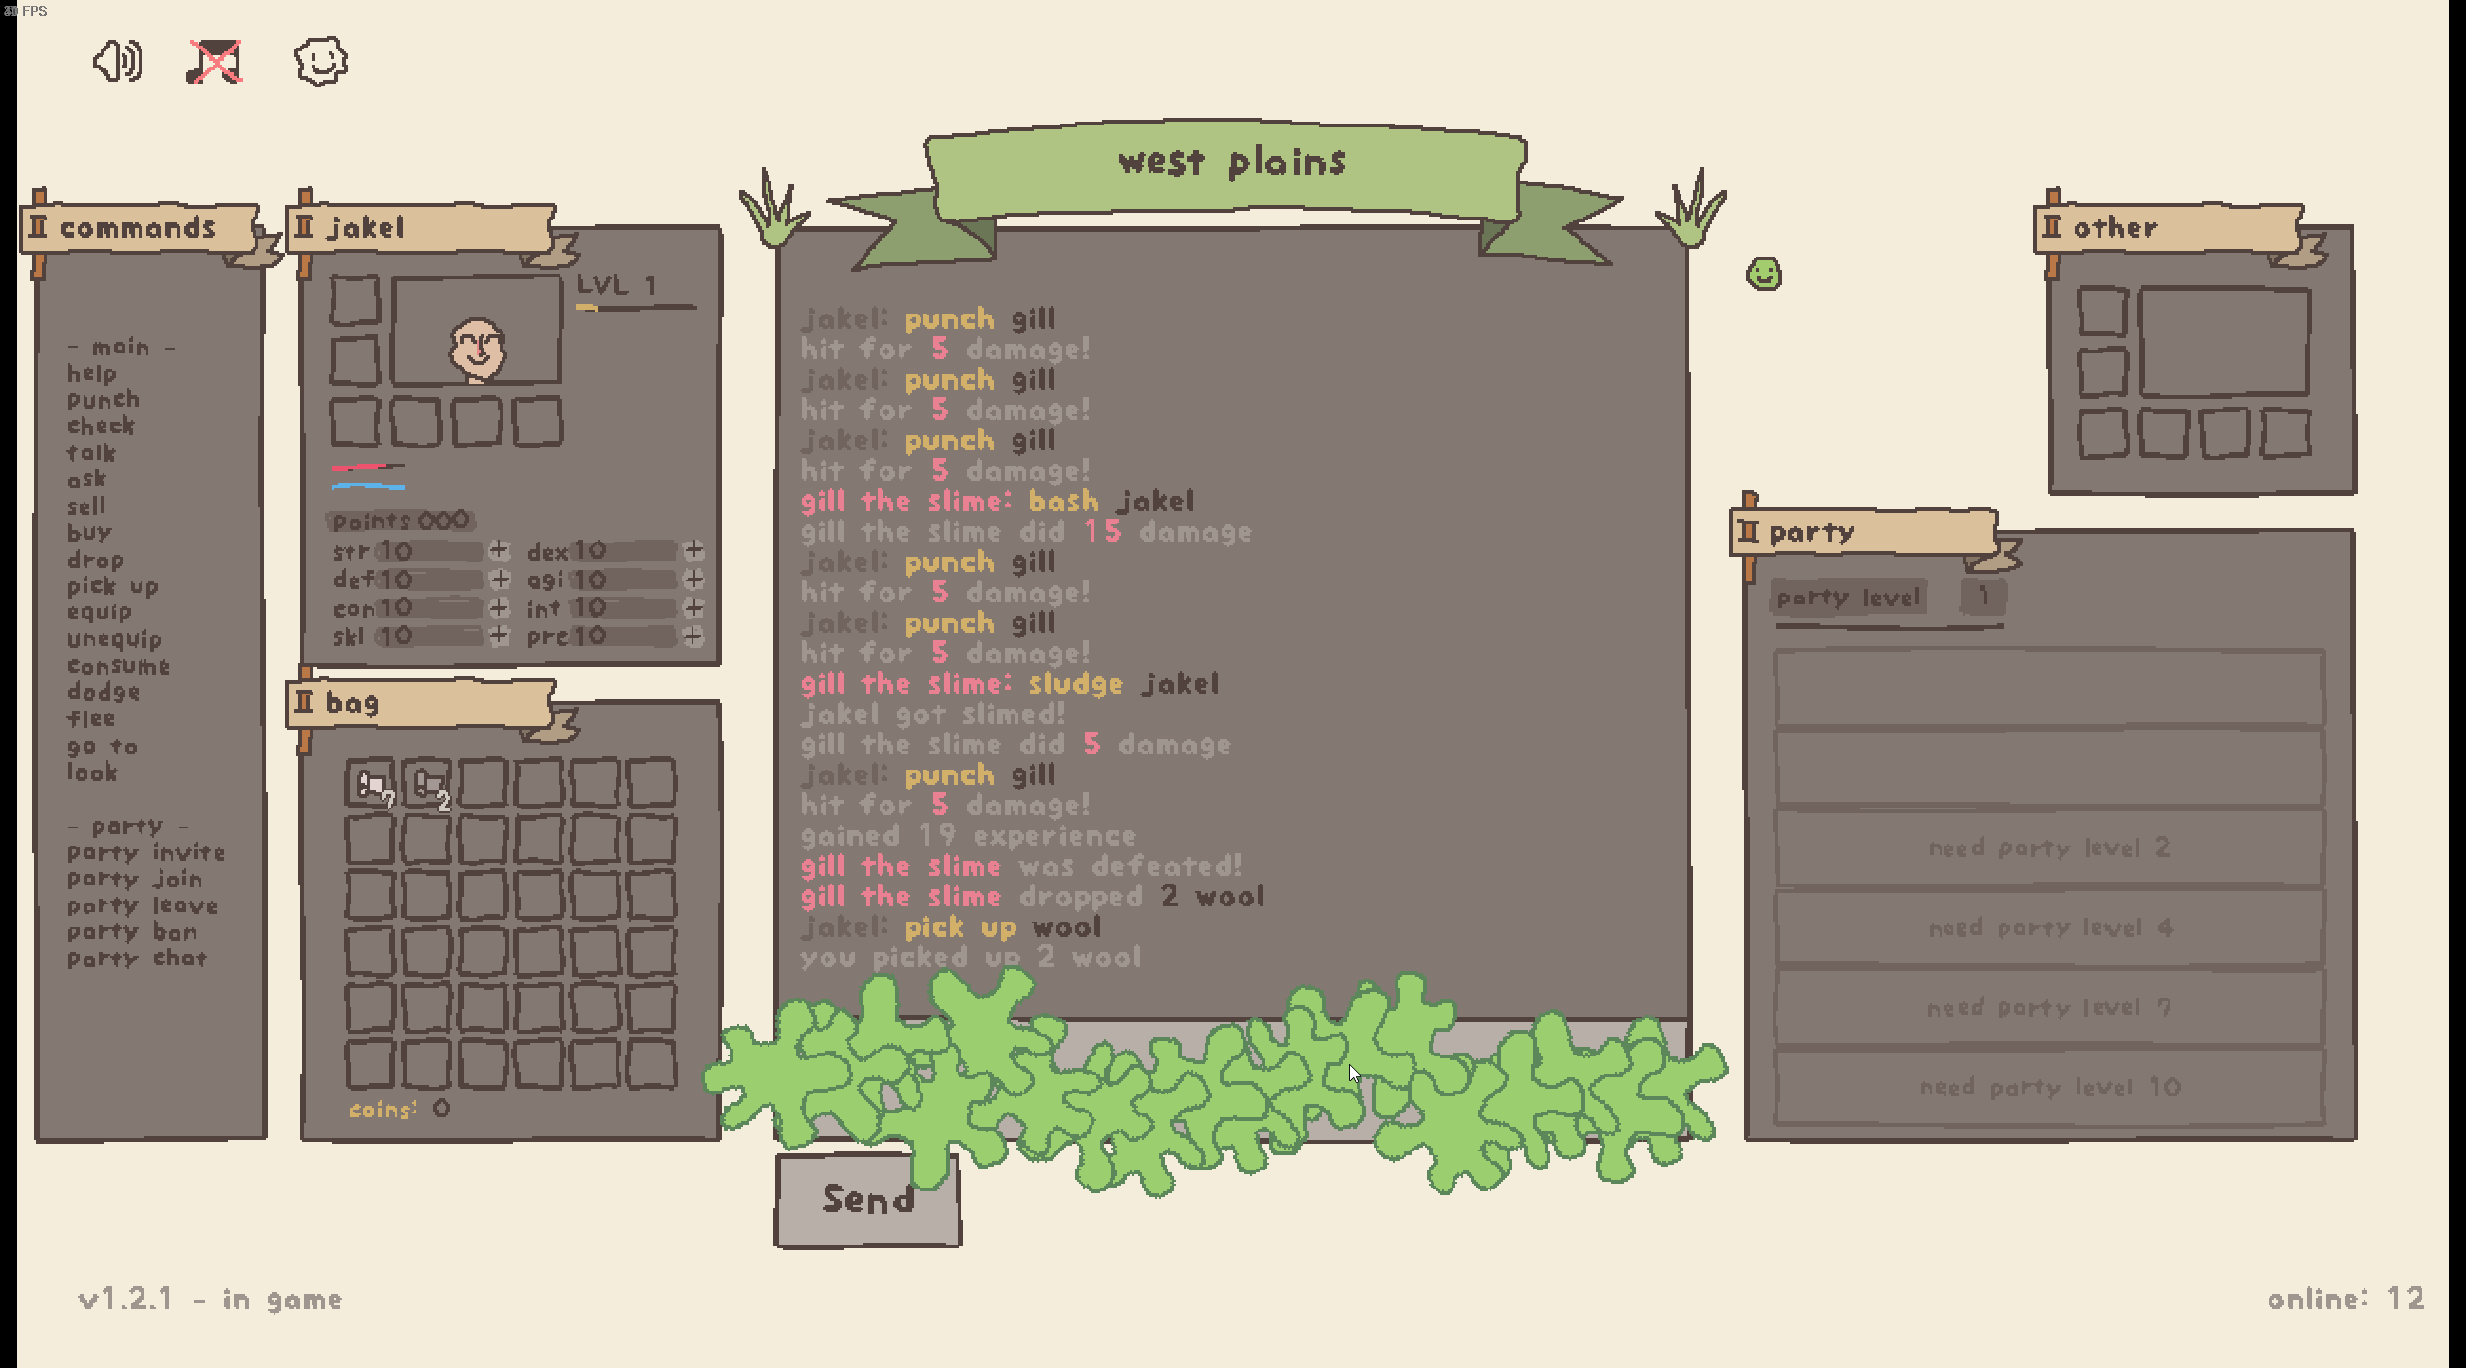 FPS
west plains
commands
- main -
help
punch
check
talk
ask
sell
buy
drop
pick up
equip
unequip
consume
dodge
flee
go to
look
- party -
party invite
party join
party leave
party ban
party chat
jakel
LVL 1
points 000
str 10 + dex 10 +
def 10 + agi 10 +
con 10 + int 10 +
skl 10 + pre 10 +
bag
7 2
coins: 0
jakel: punch gill
hit for 5 damage!
jakel: punch gill
hit for 5 damage!
jakel: punch gill
hit for 5 damage!
gill the slime: bash jakel
gill the slime did 15 damage
jakel: punch gill
hit for 5 damage!
jakel: punch gill
hit for 5 damage!
gill the slime: sludge jakel
jakel got slimed!
gill the slime did 5 damage
jakel: punch gill
hit for 5 damage!
gained 19 experience
gill the slime was defeated!
gill the slime dropped 2 wool
jakel: pick up wool
you picked up 2 wool
Send
other
party
party level 1
need party level 2
need party level 4
need party level 7
need party level 10
v1.2.1 - in game
online: 12